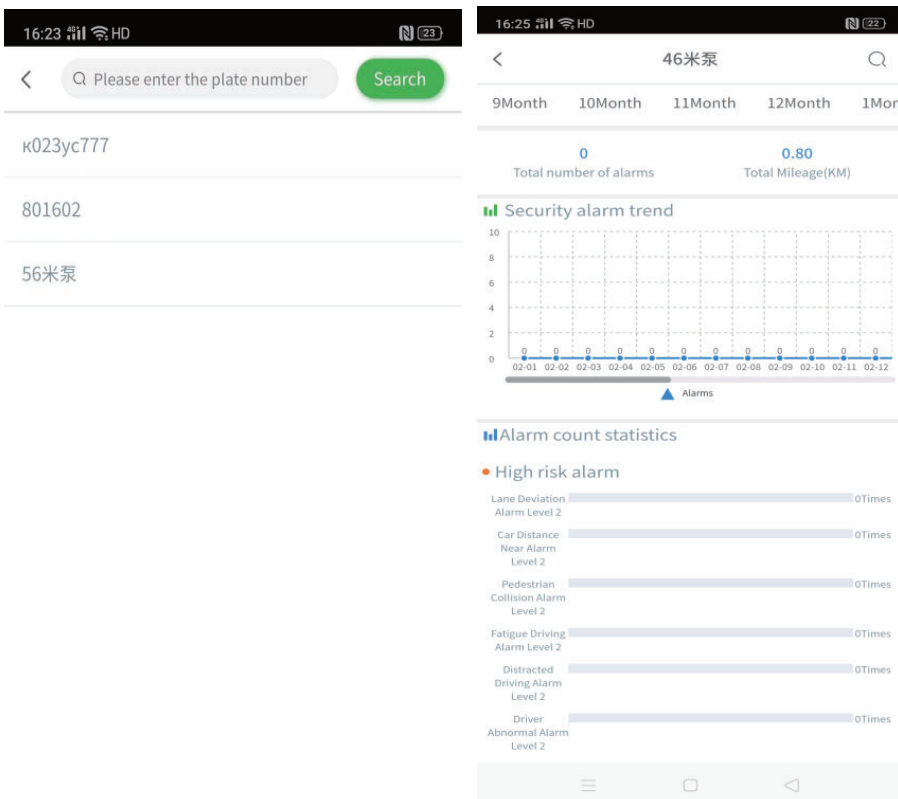 16:23 HD 23
Please enter the plate number
Search
к023ус777
801602
56米泵
16:25 HD 22
46米泵
9Month 10Month 11Month 12Month 1Mor
0 0.80
Total number of alarms Total Mileage(KM)
Security alarm trend
10
8
6
4
2
0
0 0 0 0 0 0 0 0 0 0 0 0
02-01 02-02 02-03 02-04 02-05 02-06 02-07 02-08 02-09 02-10 02-11 02-12
Alarms
Alarm count statistics
High risk alarm
Lane Deviation
Alarm Level 2
0Times
Car Distance
Near Alarm
Level 2
0Times
Pedestrian
Collision Alarm
Level 2
0Times
Fatigue Driving
Alarm Level 2
0Times
Distracted
Driving Alarm
Level 2
0Times
Driver
Abnormal Alarm
Level 2
0Times